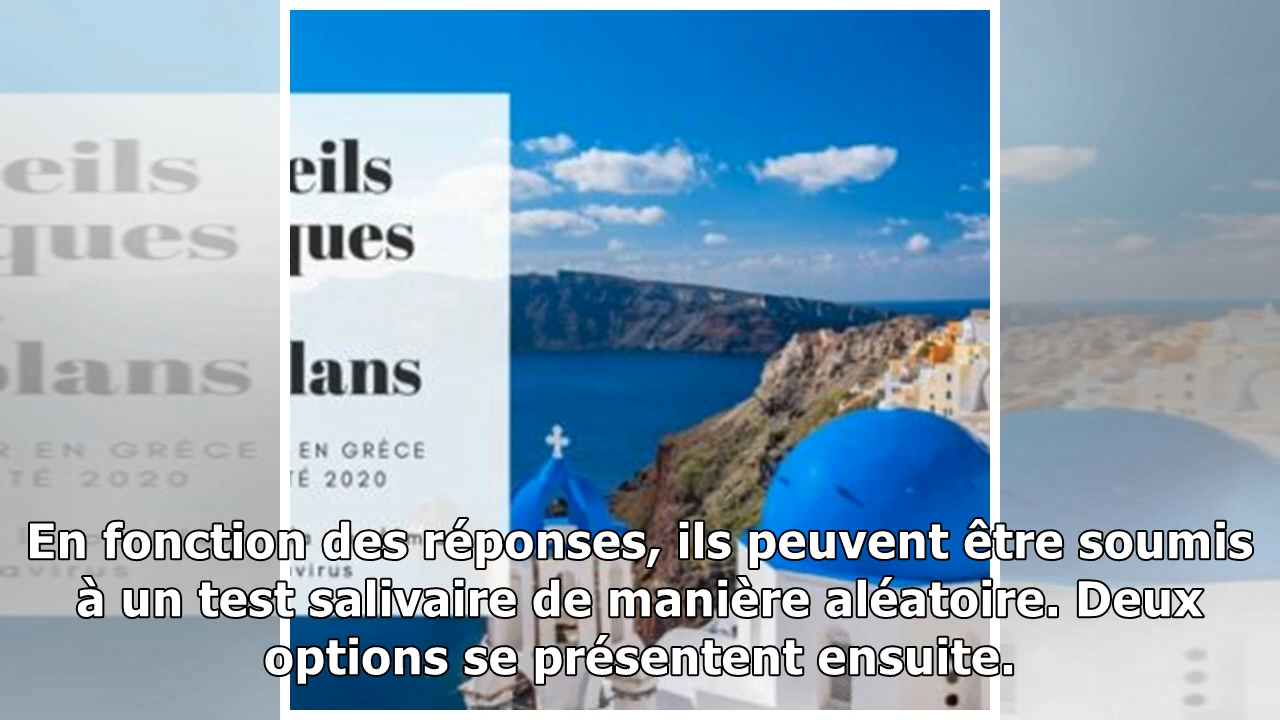 eils
ques
lans
EN GRÈCE
TÉ 2020
avirus
En fonction des réponses, ils peuvent être soumis
à un test salivaire de manière aléatoire. Deux
options se présentent ensuite.